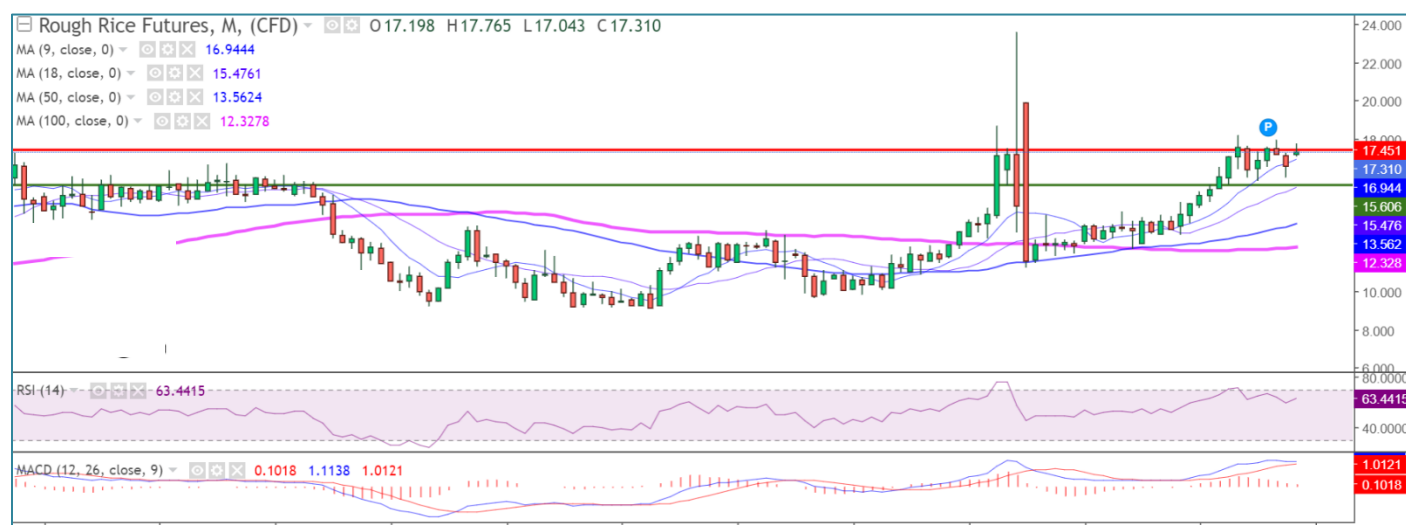 Rough Rice Futures, M, (CFD) O17.198 H17.765 L17.043 C17.310
MA (9, close, 0) 16.9444
MA (18, close, 0) 15.4761
MA (50, close, 0) 13.5624
MA (100, close, 0) 12.3278
P
24.000
22.000
20.000
18.000
17.451
17.310
16.944
15.606
15.476
13.562
12.328
10.000
8.000
6.000
RSI (14) 63.4415
80.0000
63.4415
40.0000
MACD (12, 26, close, 9) 0.1018 1.1138 1.0121
1.0121
0.1018